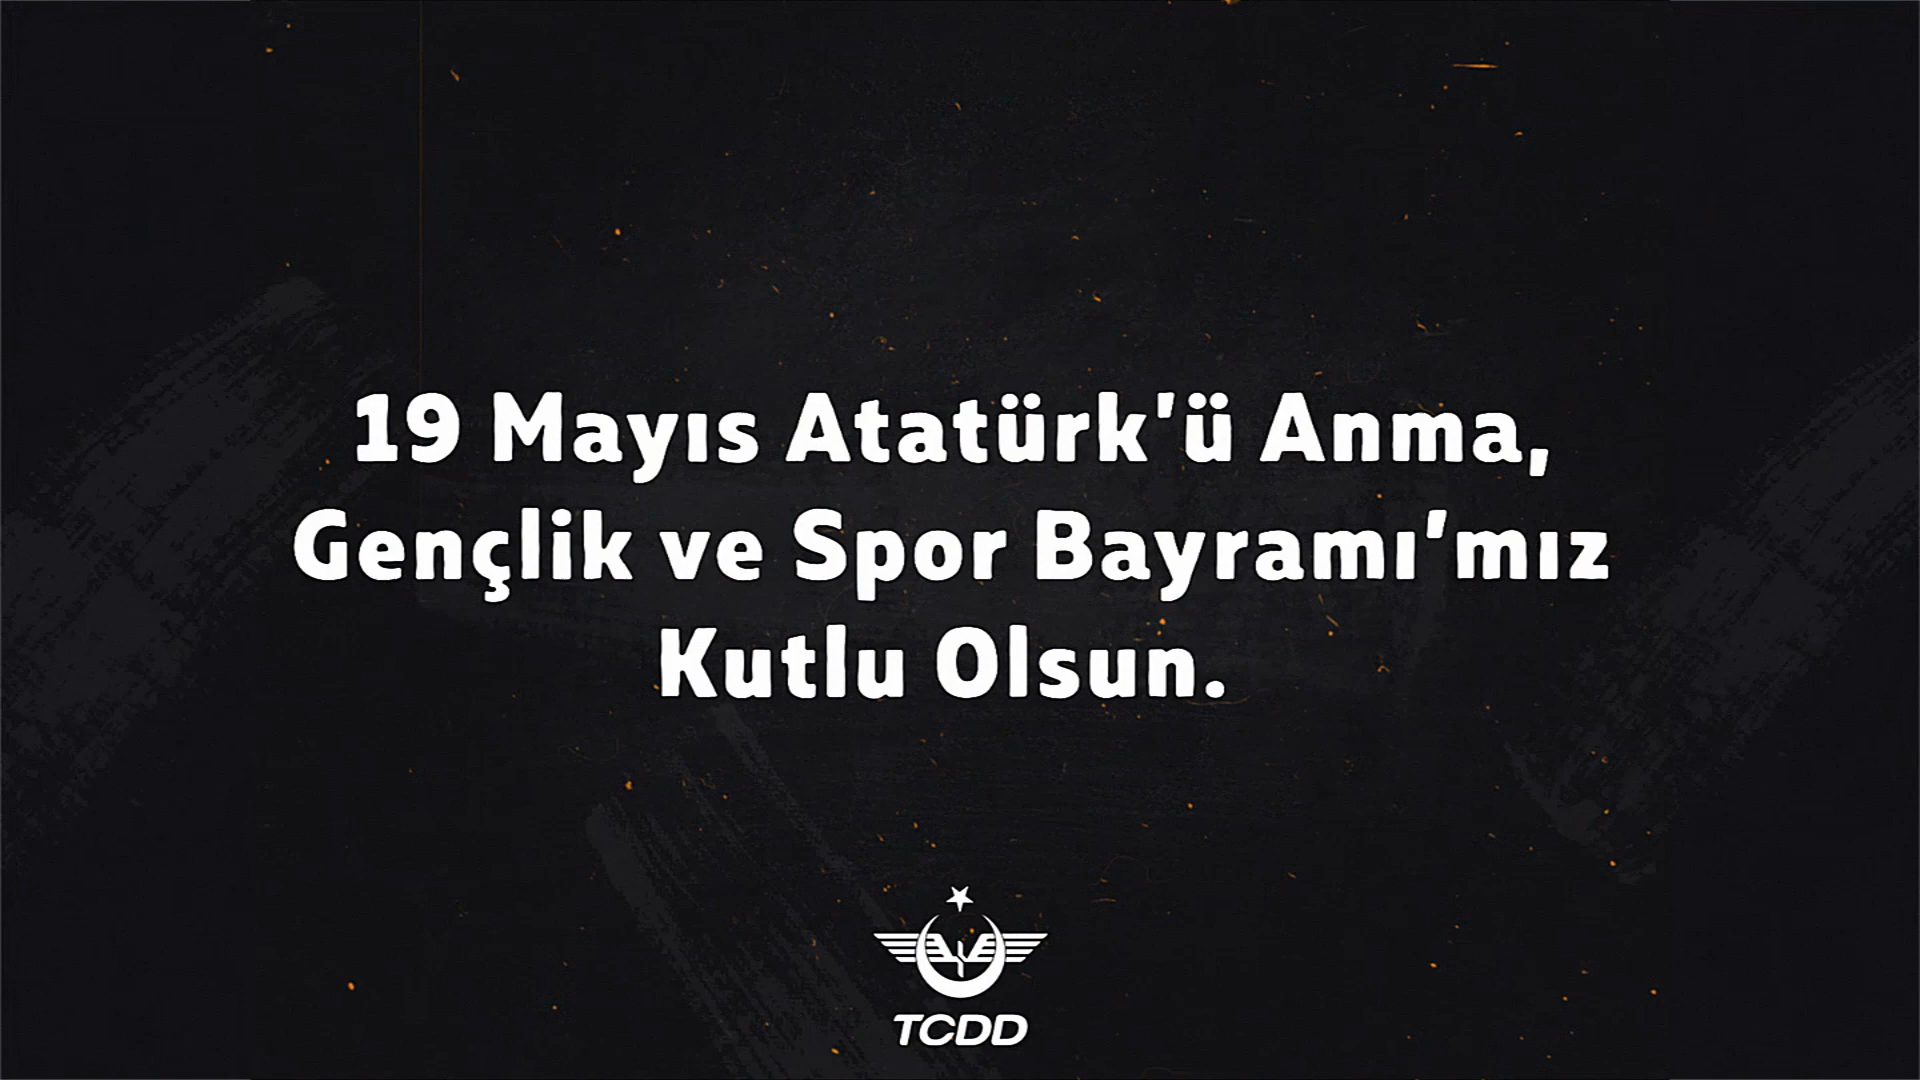 19 Mayıs Atatürk'ü Anma,
Gençlik ve Spor Bayramı'mız
Kutlu Olsun.
TCDD